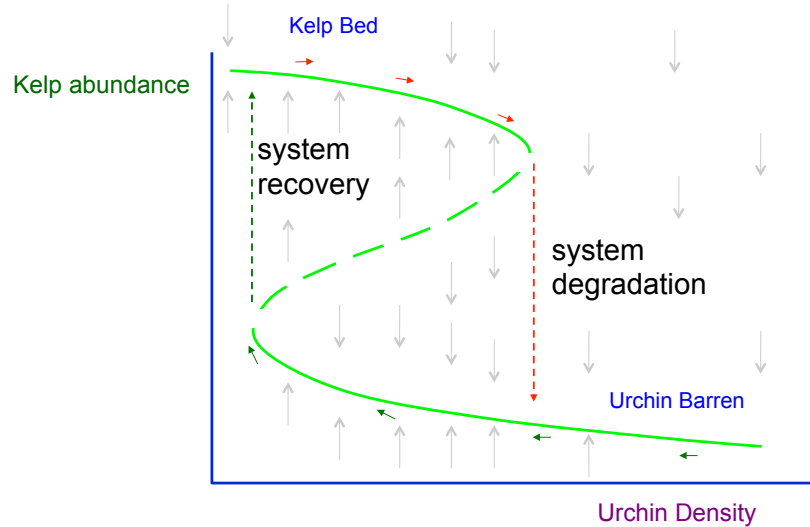 Kelp Bed
Kelp abundance
system
recovery
system
degradation
Urchin Barren
Urchin Density